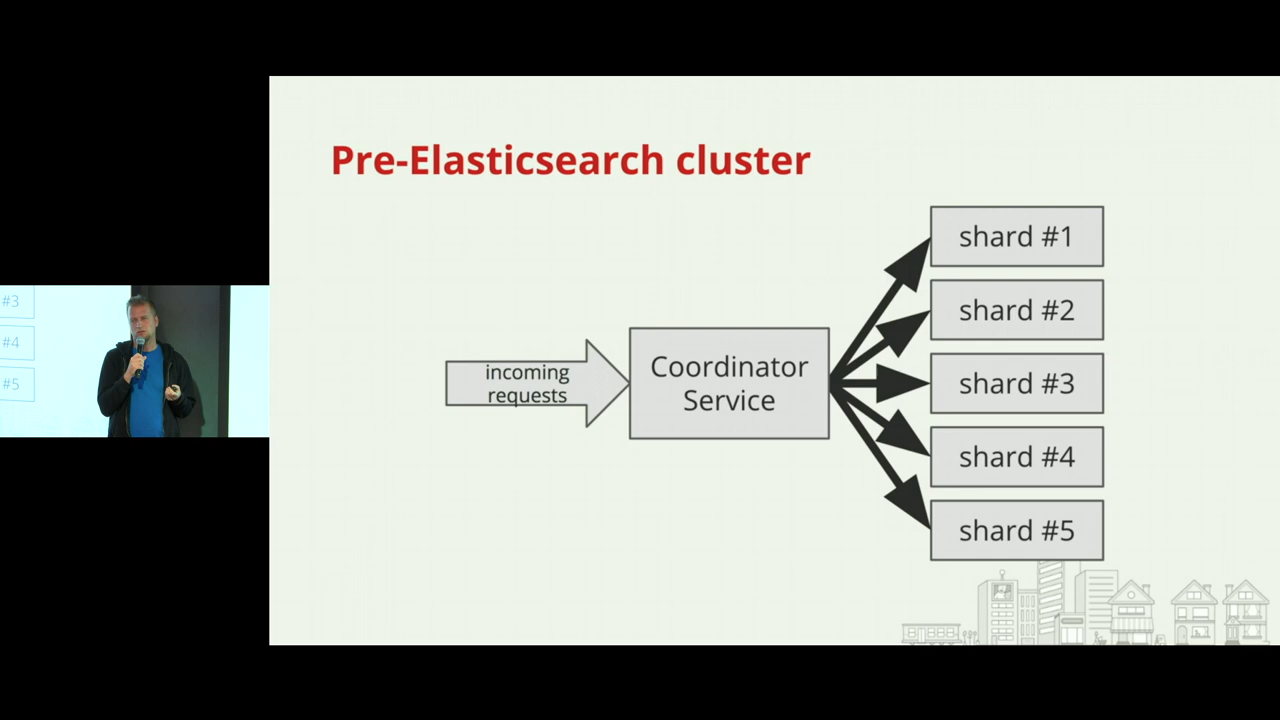 Pre-Elasticsearch cluster
incoming
requests
Coordinator
Service
shard #1
shard #2
shard #3
shard #4
shard #5
#3
#4
#5